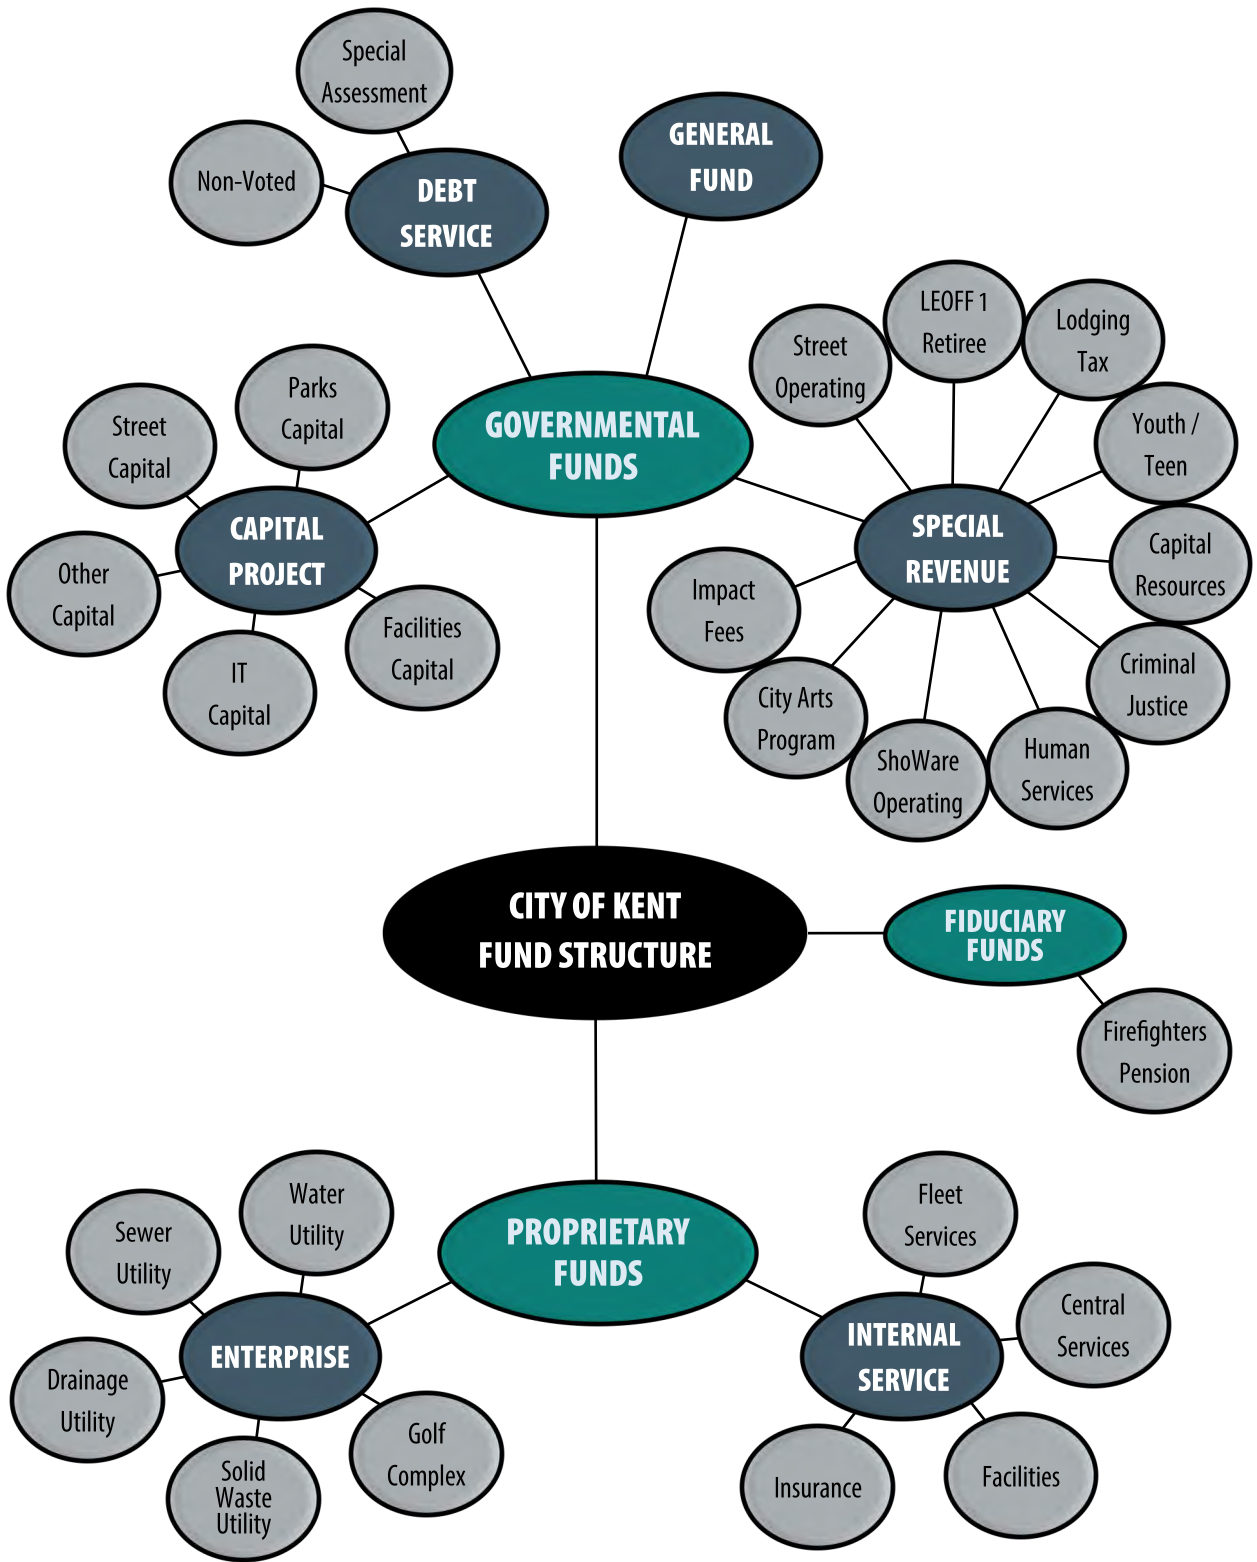 Special
Assessment
Non-Voted
DEBT
SERVICE
GENERAL
FUND
GOVERNMENTAL
FUNDS
Street
Capital
Parks
Capital
CAPITAL
PROJECT
Other
Capital
IT
Capital
Facilities
Capital
Street
Operating
LEOFF 1
Retiree
Lodging
Tax
Youth /
Teen
SPECIAL
REVENUE
Capital
Resources
Criminal
Justice
Human
Services
ShoWare
Operating
City Arts
Program
Impact
Fees
CITY OF KENT
FUND STRUCTURE
FIDUCIARY
FUNDS
Firefighters
Pension
PROPRIETARY
FUNDS
Sewer
Utility
Water
Utility
ENTERPRISE
Drainage
Utility
Solid
Waste
Utility
Golf
Complex
Fleet
Services
Central
Services
INTERNAL
SERVICE
Insurance
Facilities